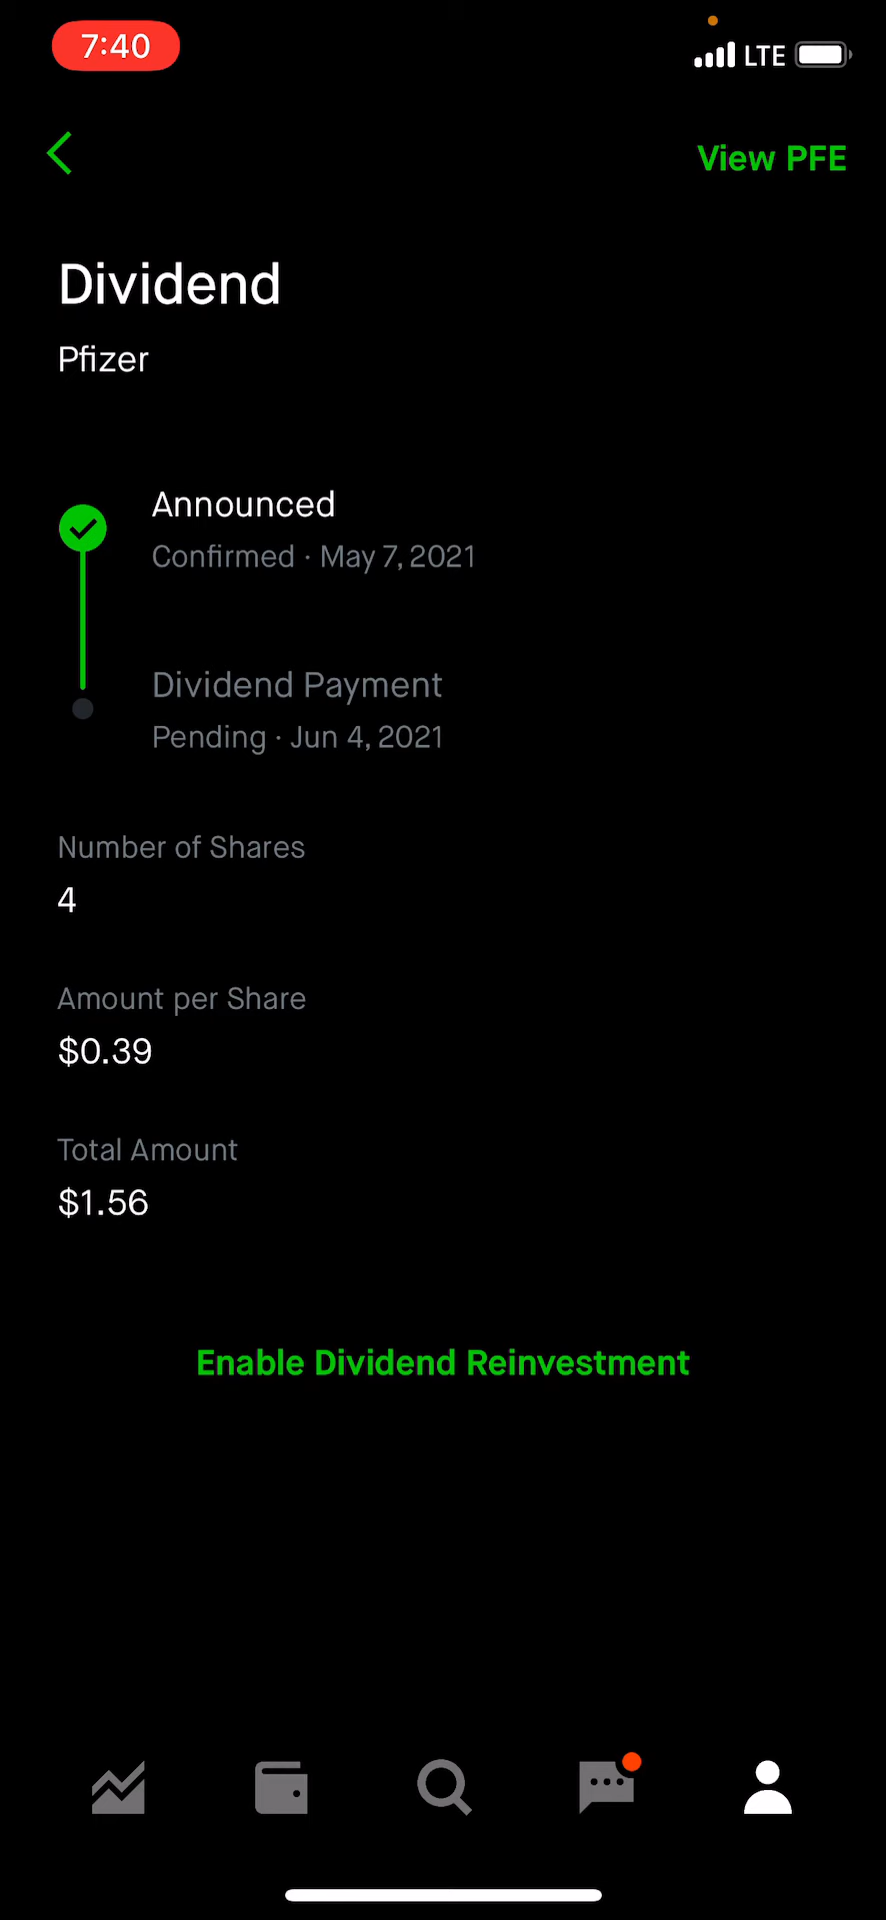 7:40
LTE
View PFE
Dividend
Pfizer
Announced
Confirmed · May 7, 2021
Dividend Payment
Pending · Jun 4, 2021
Number of Shares
4
Amount per Share
$0.39
Total Amount
$1.56
Enable Dividend Reinvestment